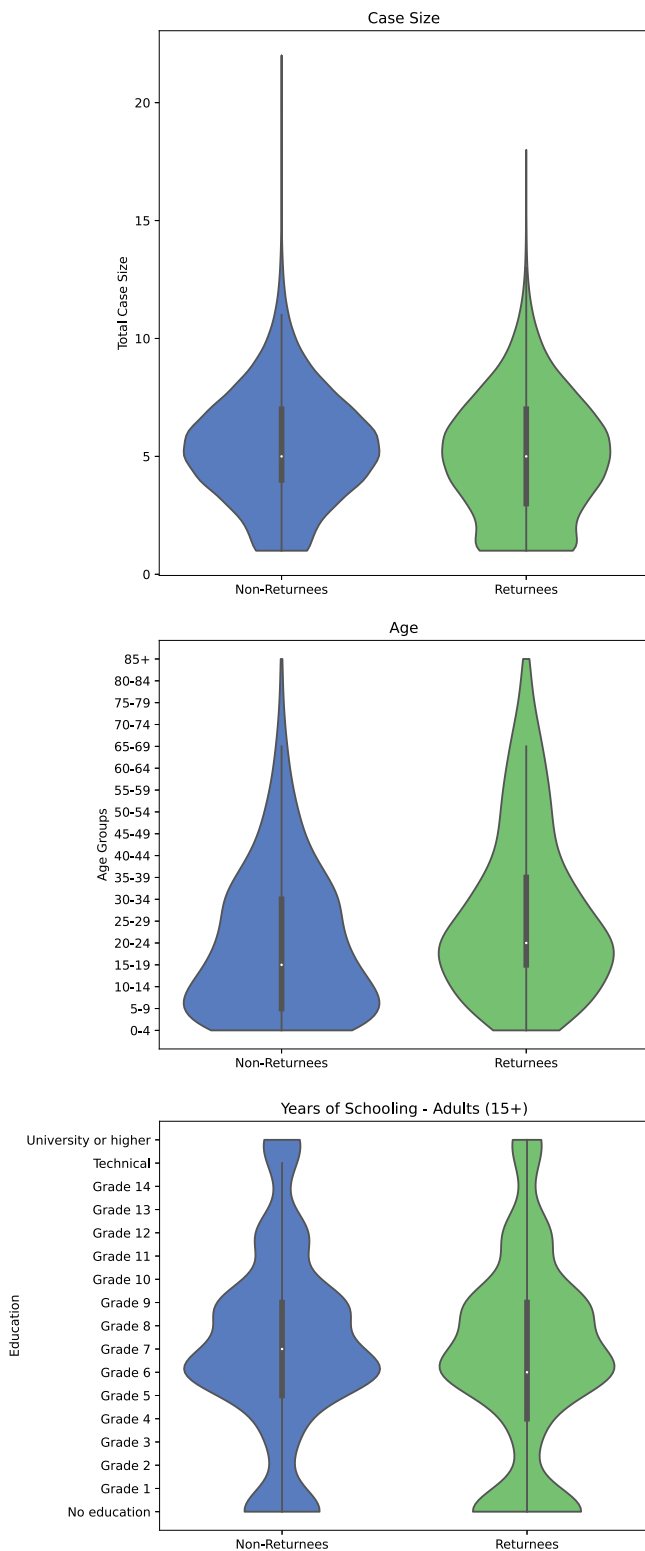 Case Size
Total Case Size
20
15
10
5
0
Non-Returnees Returnees
Age
Age Groups
85+
80-84
75-79
70-74
65-69
60-64
55-59
50-54
45-49
40-44
35-39
30-34
25-29
20-24
15-19
10-14
5-9
0-4
Non-Returnees Returnees
Years of Schooling - Adults (15+)
Education
University or higher
Technical
Grade 14
Grade 13
Grade 12
Grade 11
Grade 10
Grade 9
Grade 8
Grade 7
Grade 6
Grade 5
Grade 4
Grade 3
Grade 2
Grade 1
No education
Non-Returnees Returnees